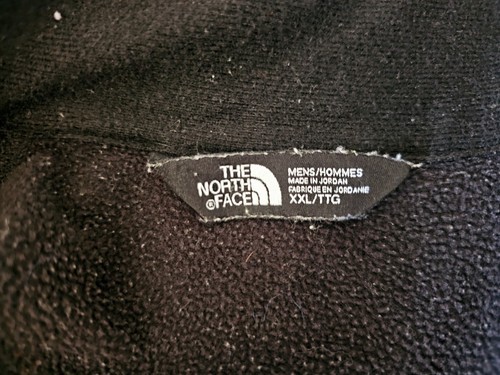 THE
NORTH
®FACE
MENS/HOMMES
MADE IN JORDAN
FABRIQUE EN JORDANIE
XXL/TTG